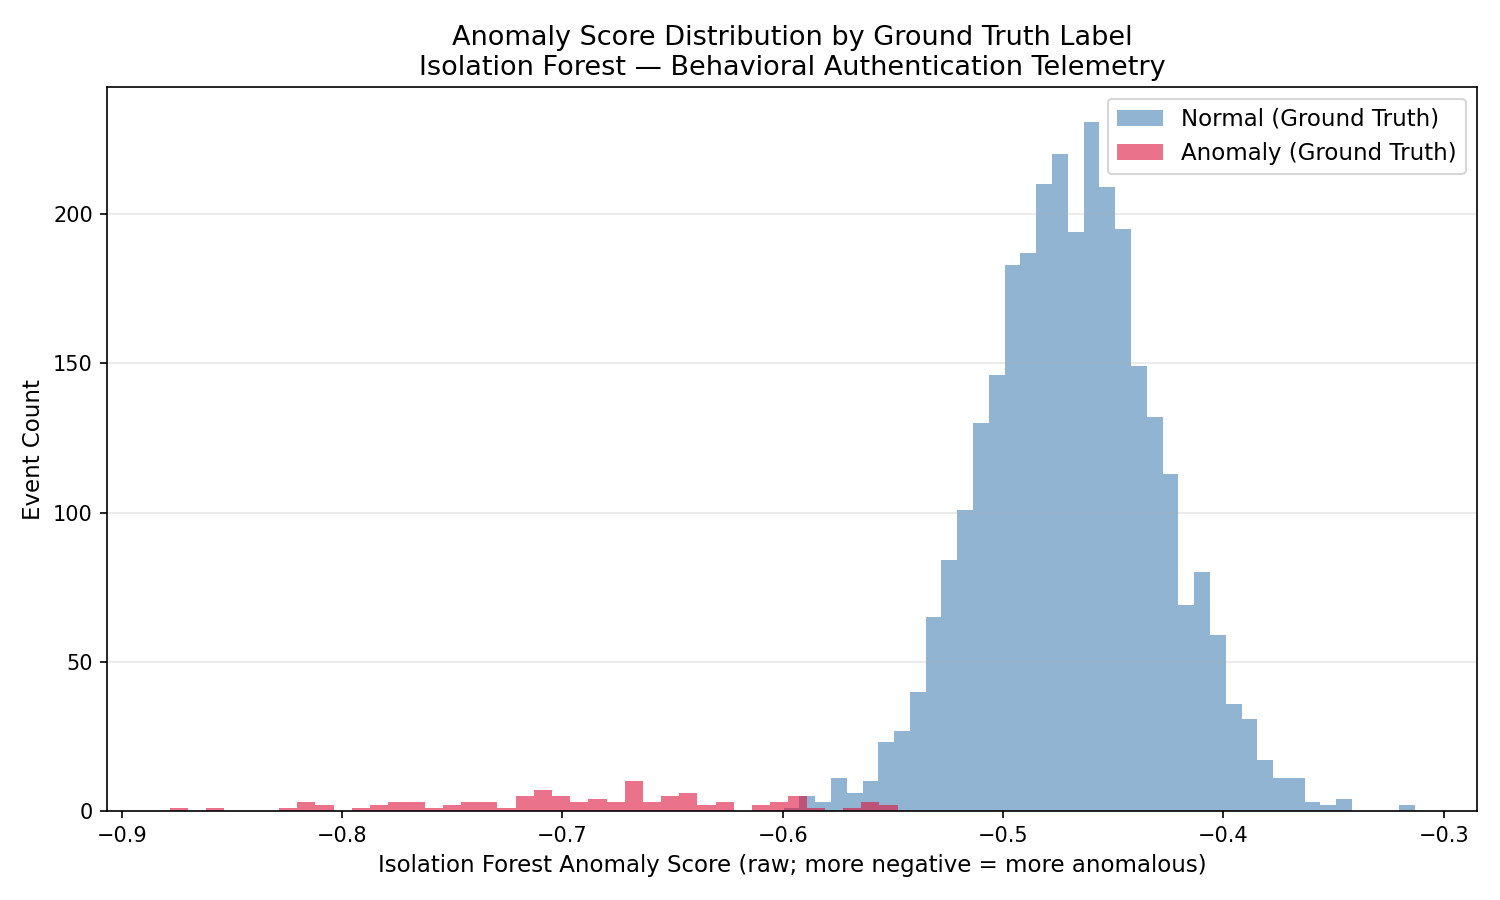 Anomaly Score Distribution by Ground Truth Label
Isolation Forest — Behavioral Authentication Telemetry
Normal (Ground Truth)
Anomaly (Ground Truth)
Event Count
200
150
100
50
0
−0.9 −0.8 −0.7 −0.6 −0.5 −0.4 −0.3
Isolation Forest Anomaly Score (raw; more negative = more anomalous)